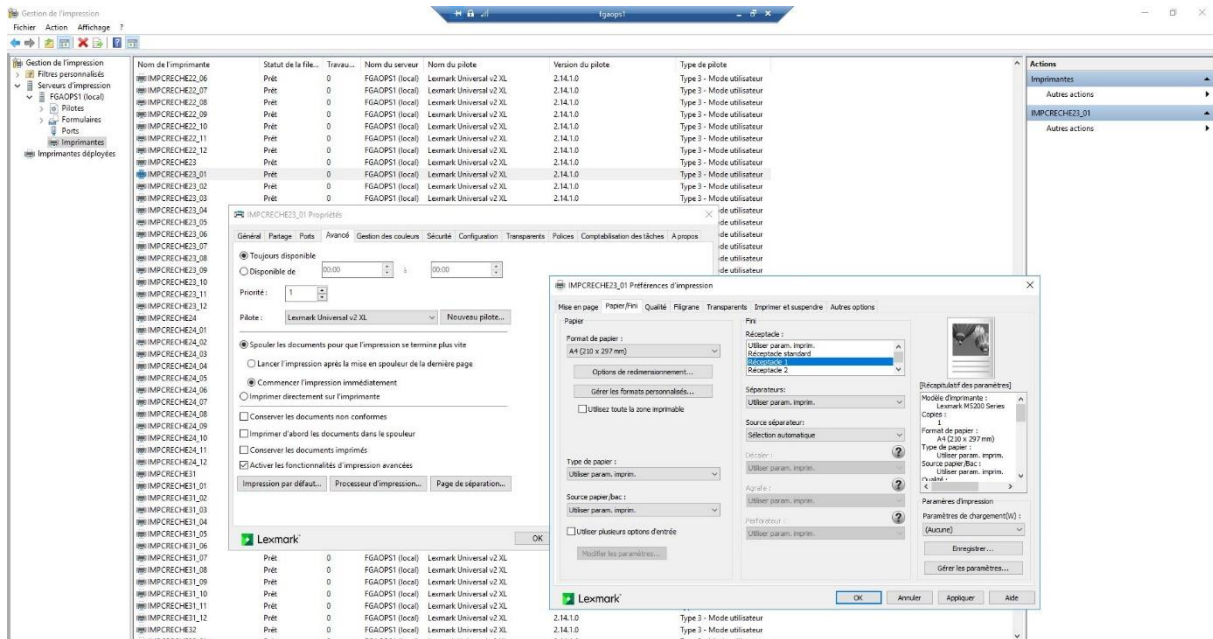 Gestion de l'impression
fgaops1
Fichier Action Affichage ?
Gestion de l'impression
Filtres personnalisés
Serveurs d'impression
FGAOPS1 (local)
Pilotes
Formulaires
Ports
Imprimantes
Imprimantes déployées
Nom de l'imprimante Statut de la file... Travau... Nom du serveur Nom du pilote Version du pilote Type de pilote
IMPCRECHE22_06 Prêt 0 FGAOPS1 (local) Lexmark Universal v2 XL 2.14.1.0 Type 3 - Mode utilisateur
IMPCRECHE22_07 Prêt 0 FGAOPS1 (local) Lexmark Universal v2 XL 2.14.1.0 Type 3 - Mode utilisateur
IMPCRECHE22_08 Prêt 0 FGAOPS1 (local) Lexmark Universal v2 XL 2.14.1.0 Type 3 - Mode utilisateur
IMPCRECHE22_09 Prêt 0 FGAOPS1 (local) Lexmark Universal v2 XL 2.14.1.0 Type 3 - Mode utilisateur
IMPCRECHE22_10 Prêt 0 FGAOPS1 (local) Lexmark Universal v2 XL 2.14.1.0 Type 3 - Mode utilisateur
IMPCRECHE22_11 Prêt 0 FGAOPS1 (local) Lexmark Universal v2 XL 2.14.1.0 Type 3 - Mode utilisateur
IMPCRECHE22_12 Prêt 0 FGAOPS1 (local) Lexmark Universal v2 XL 2.14.1.0 Type 3 - Mode utilisateur
IMPCRECHE23 Prêt 0 FGAOPS1 (local) Lexmark Universal v2 XL 2.14.1.0 Type 3 - Mode utilisateur
IMPCRECHE23_01 Prêt 0 FGAOPS1 (local) Lexmark Universal v2 XL 2.14.1.0 Type 3 - Mode utilisateur
IMPCRECHE23_02 Prêt 0 FGAOPS1 (local) Lexmark Universal v2 XL 2.14.1.0 Type 3 - Mode utilisateur
IMPCRECHE23_03 Prêt 0 FGAOPS1 (local) Lexmark Universal v2 XL 2.14.1.0 Type 3 - Mode utilisateur
IMPCRECHE23_04 de utilisateur
IMPCRECHE23_05 de utilisateur
IMPCRECHE23_06 de utilisateur
IMPCRECHE23_07 de utilisateur
IMPCRECHE23_08 de utilisateur
IMPCRECHE23_09 de utilisateur
IMPCRECHE23_10
IMPCRECHE23_11
IMPCRECHE23_12
IMPCRECHE24
IMPCRECHE24_01
IMPCRECHE24_02
IMPCRECHE24_03
IMPCRECHE24_04
IMPCRECHE24_05
IMPCRECHE24_06
IMPCRECHE24_07
IMPCRECHE24_08
IMPCRECHE24_09
IMPCRECHE24_10
IMPCRECHE24_11
IMPCRECHE24_12
IMPCRECHE31
IMPCRECHE31_01
IMPCRECHE31_02
IMPCRECHE31_03
IMPCRECHE31_04
IMPCRECHE31_05
IMPCRECHE31_06
IMPCRECHE31_07 Prêt 0 FGAOPS1 (local) Lexmark Universal v2 XL
IMPCRECHE31_08 Prêt 0 FGAOPS1 (local) Lexmark Universal v2 XL
IMPCRECHE31_09 Prêt 0 FGAOPS1 (local) Lexmark Universal v2 XL
IMPCRECHE31_10 Prêt 0 FGAOPS1 (local) Lexmark Universal v2 XL
IMPCRECHE31_11 Prêt 0 FGAOPS1 (local) Lexmark Universal v2 XL
IMPCRECHE31_12 Prêt 0 FGAOPS1 (local) Lexmark Universal v2 XL 2.14.1.0 Type 3 - Mode utilisateur
IMPCRECHE32 Prêt 0 FGAOPS1 (local) Lexmark Universal v2 XL 2.14.1.0 Type 3 - Mode utilisateur
Actions
Imprimantes
Autres actions
IMPCRECHE23_01
Autres actions
IMPCRECHE23_01 Propriétés
Général Partage Ports Avancé Gestion des couleurs Sécurité Configuration Transparents Polices Comptabilisation des tâches A propos
Toujours disponible
Disponible de 00:00 à 00:00
Priorité : 1
Pilote : Lexmark Universal v2 XL Nouveau pilote...
Spouler les documents pour que l'impression se termine plus vite
Lancer l'impression après la mise en spouleur de la dernière page
Commencer l'impression immédiatement
Imprimer directement sur l'imprimante
Conserver les documents non conformes
Imprimer d'abord les documents dans le spouleur
Conserver les documents imprimés
Activer les fonctionnalités d'impression avancées
Impression par défaut... Processeur d'impression... Page de séparation...
Lexmark
OK
IMPCRECHE23_01 Préférences d'impression
Mise en page Papier/Fini Qualité Filigrane Transparents Imprimer et suspendre Autres options
Papier
Format de papier :
A4 (210 x 297 mm)
Options de redimensionnement...
Gérer les formats personnalisés...
Utilisez toute la zone imprimable
Type de papier :
Utiliser param. imprim.
Source papier/bac :
Utiliser param. imprim.
Utiliser plusieurs options d'entrée
Modifier les paramètres...
Fini
Réceptacle :
Utiliser param. imprim.
Réceptacle standard
Réceptacle 1
Réceptacle 2
Séparateurs:
Utiliser param. imprim.
Source séparateur:
Sélection automatique
Décaler :
Utiliser param. imprim.
Agrafe :
Utiliser param. imprim.
Perforateur :
Utiliser param. imprim.
[Récapitulatif des paramètres]
Modèle d'imprimante :
Lexmark MS200 Series
Copies :
1
Format de papier :
A4 (210 x 297 mm)
Type de papier :
Utiliser param. imprim.
Source papier/Bac :
Utiliser param. imprim.
Qualité :
Paramères d'impression
Paramètres de chargement(W) :
(Aucune)
Enregistrer...
Gérer les paramètres...
Lexmark
OK Annuler Appliquer Aide